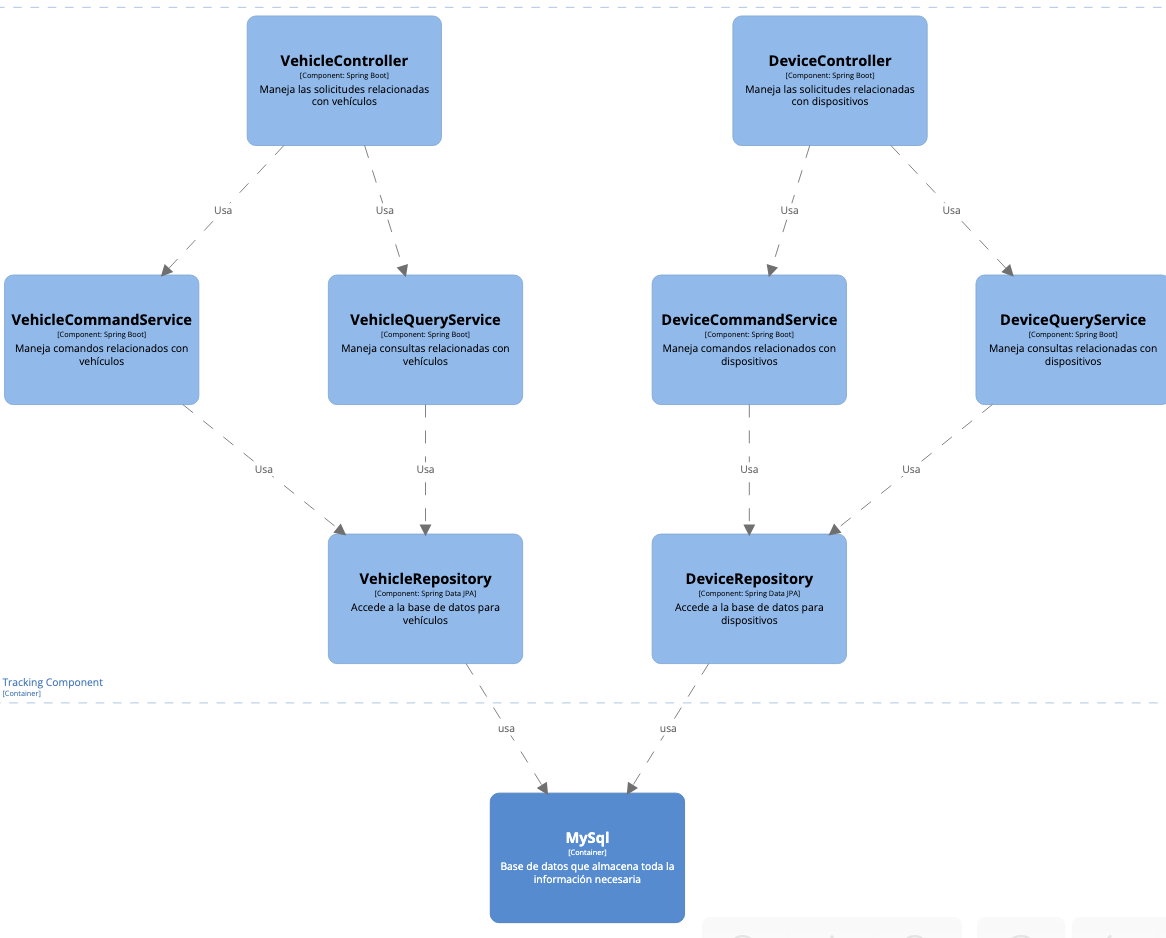 VehicleController
[Component: Spring Boot]
Maneja las solicitudes relacionadas
con vehículos
DeviceController
[Component: Spring Boot]
Maneja las solicitudes relacionadas
con dispositivos
Usa
Usa
Usa
Usa
VehicleCommandService
[Component: Spring Boot]
Maneja comandos relacionados con
vehículos
VehicleQueryService
[Component: Spring Boot]
Maneja consultas relacionadas con
vehículos
DeviceCommandService
[Component: Spring Boot]
Maneja comandos relacionados con
dispositivos
DeviceQueryService
[Component: Spring Boot]
Maneja consultas relacionadas con
dispositivos
Usa
Usa
Usa
Usa
VehicleRepository
[Component: Spring Data JPA]
Accede a la base de datos para
vehículos
DeviceRepository
[Component: Spring Data JPA]
Accede a la base de datos para
dispositivos
Tracking Component
[Container]
usa
usa
MySql
[Container]
Base de datos que almacena toda la
información necesaria